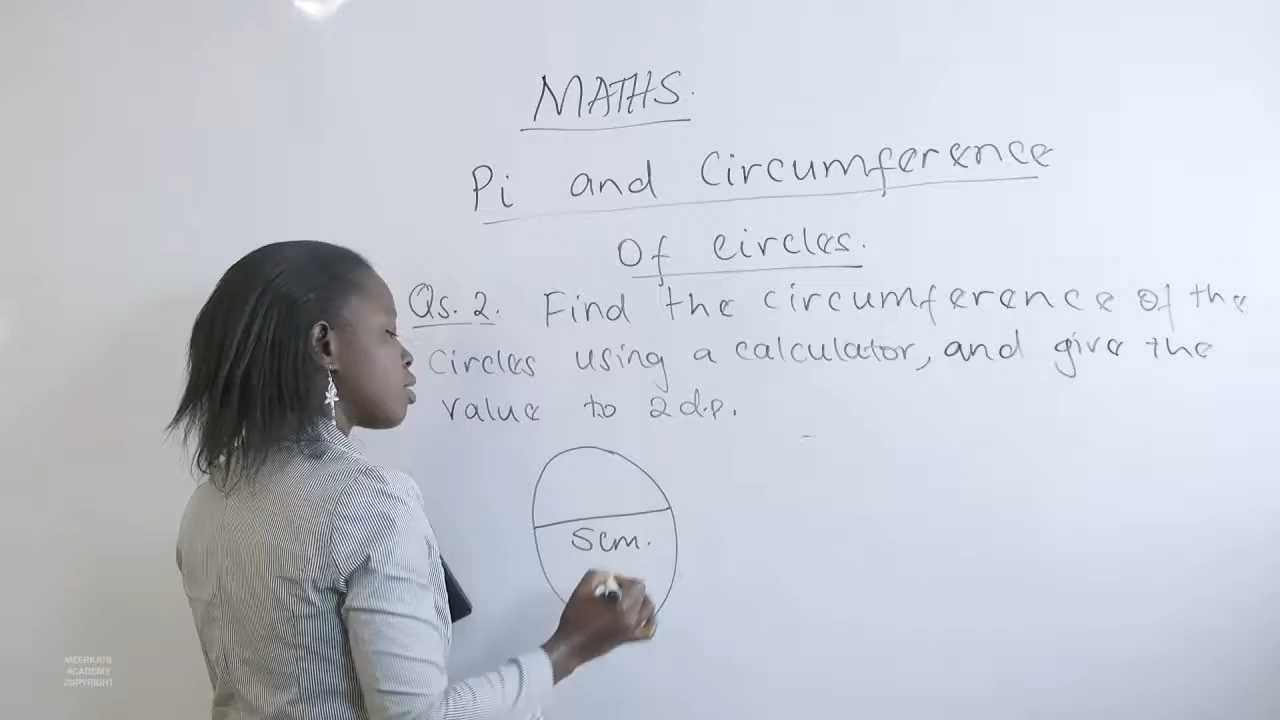 MATHS.
Pi and Circumference
Of circles.
Qs. 2. Find the circumference of the
Circles using a calculator, and give the
value to 2 d.p.
5cm.
MEERKATS
ACADEMY
COPYRIGHT